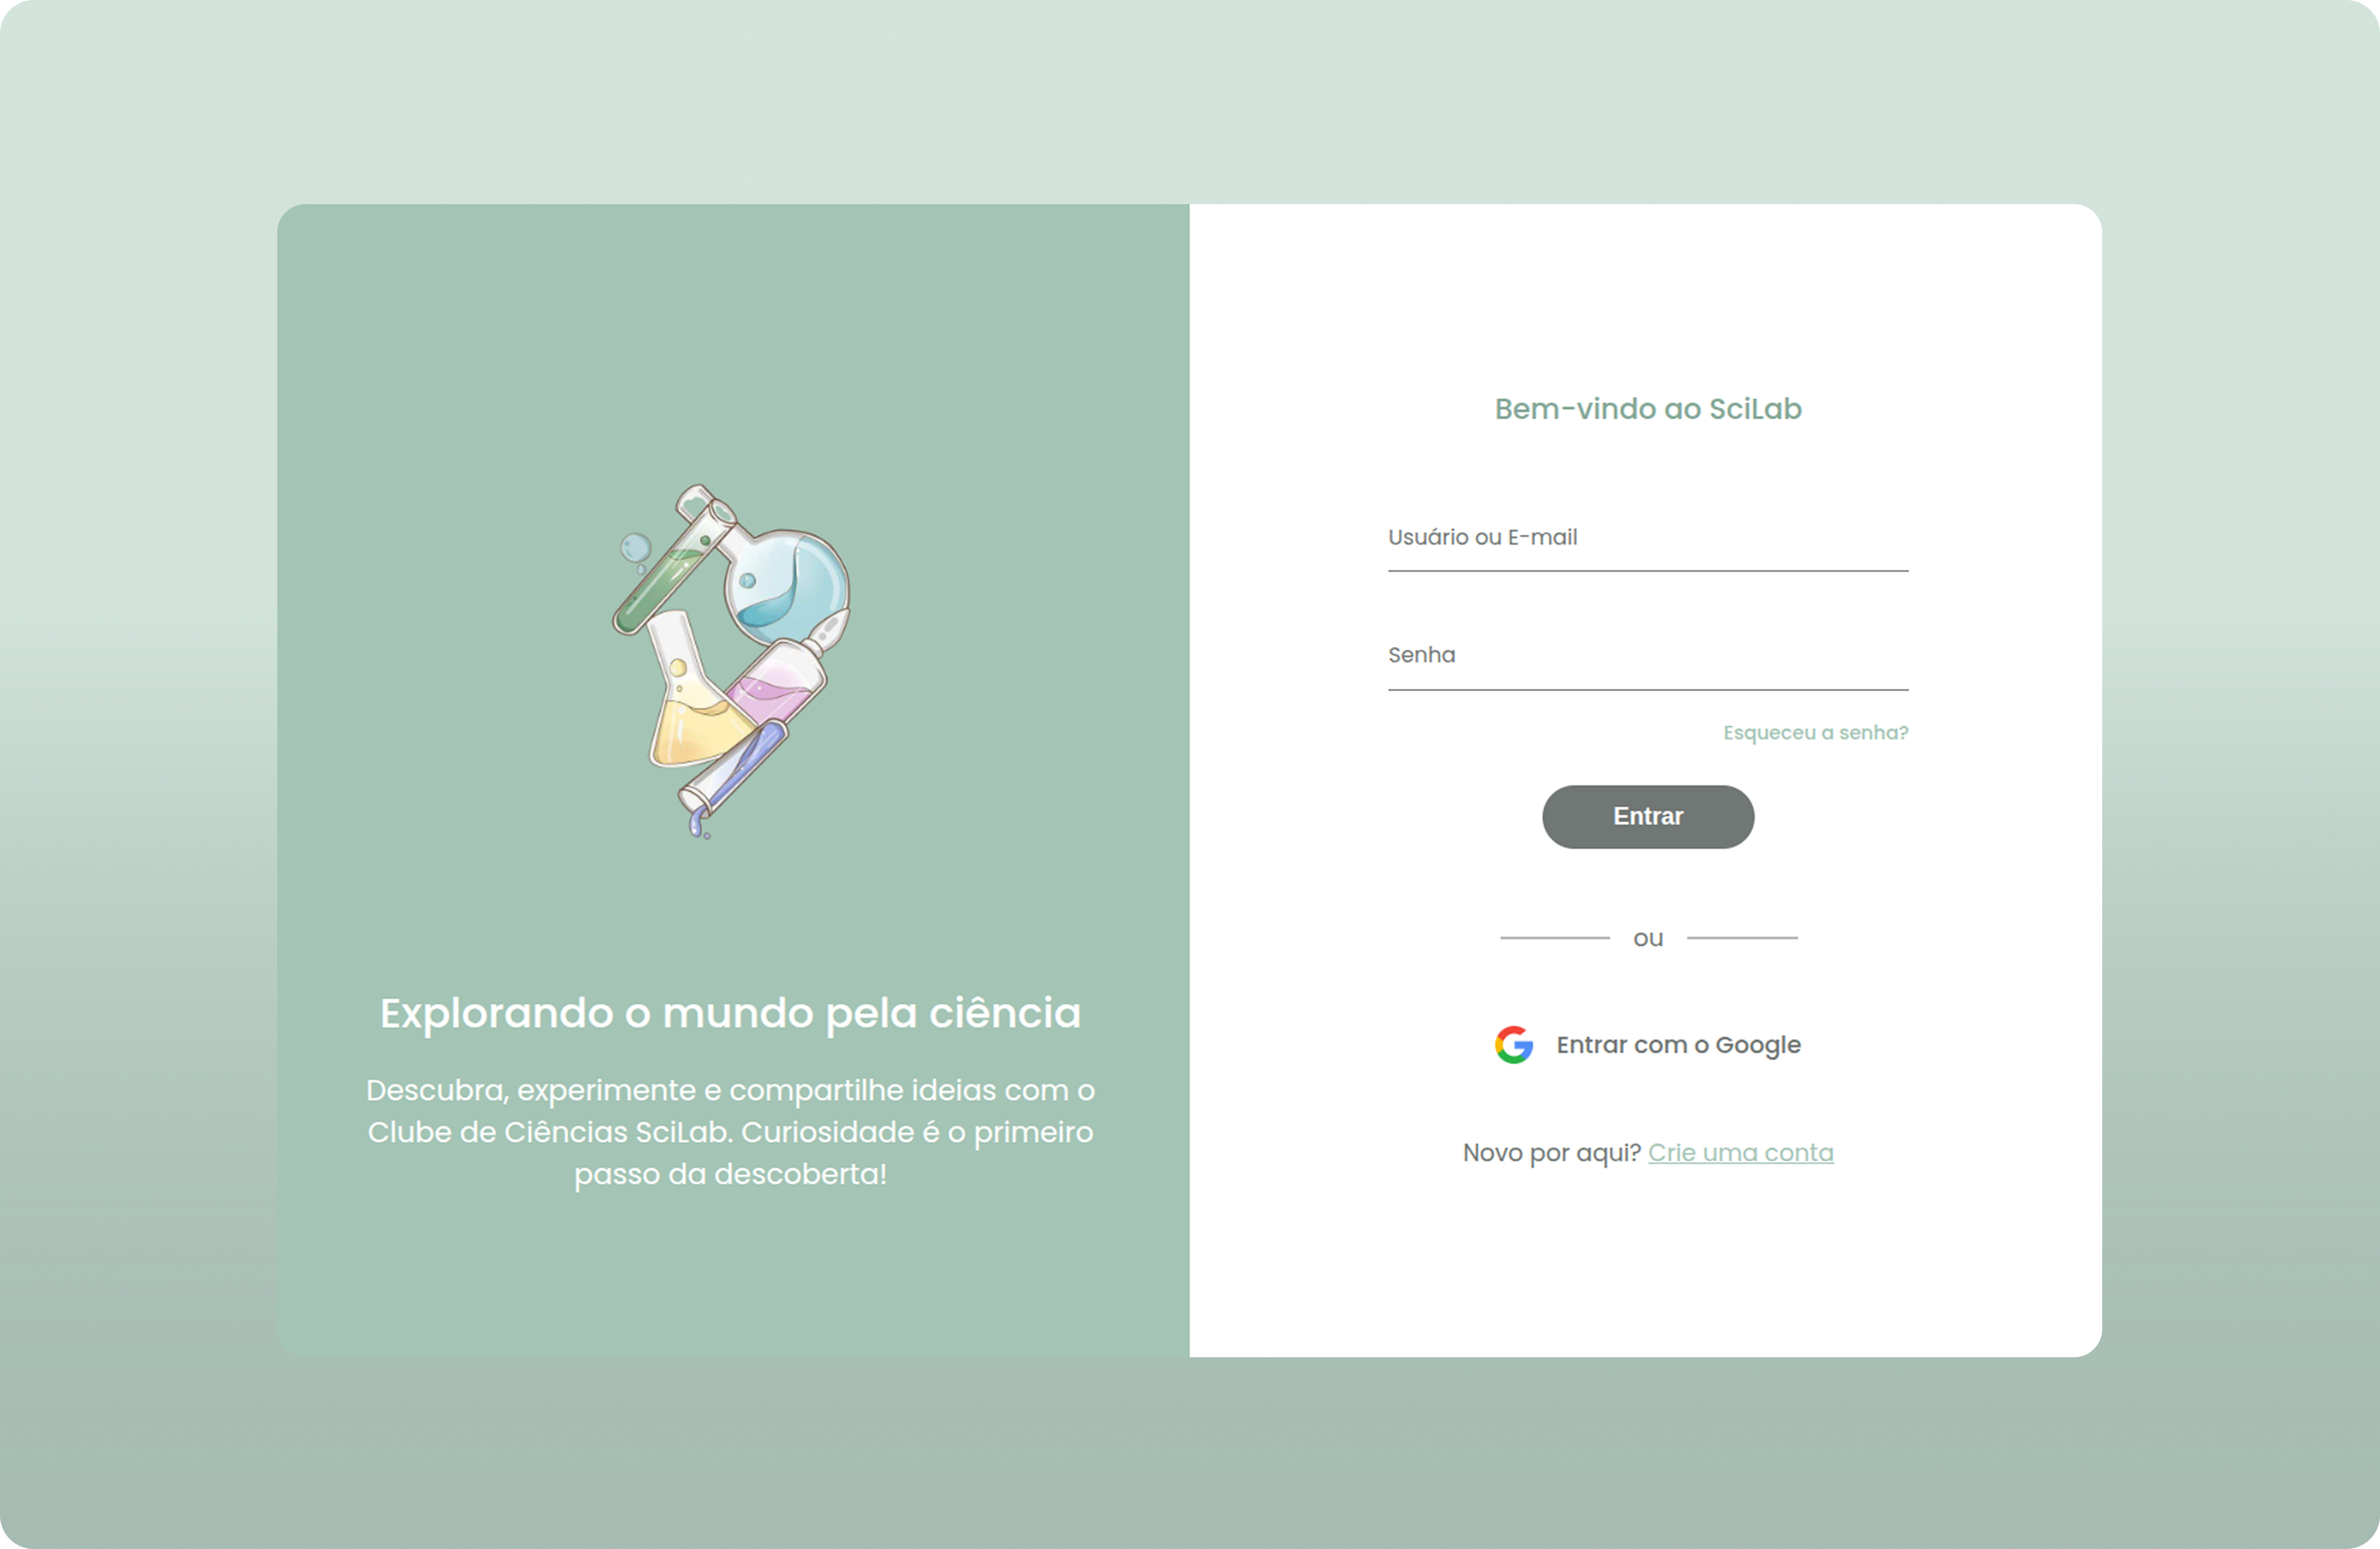 Explorando o mundo pela ciência
Descubra, experimente e compartilhe ideias com o
Clube de Ciências SciLab. Curiosidade é o primeiro
passo da descoberta!
Bem-vindo ao SciLab
Usuário ou E-mail
Senha
Esqueceu a senha?
Entrar
ou
Entrar com o Google
Novo por aqui? Crie uma conta